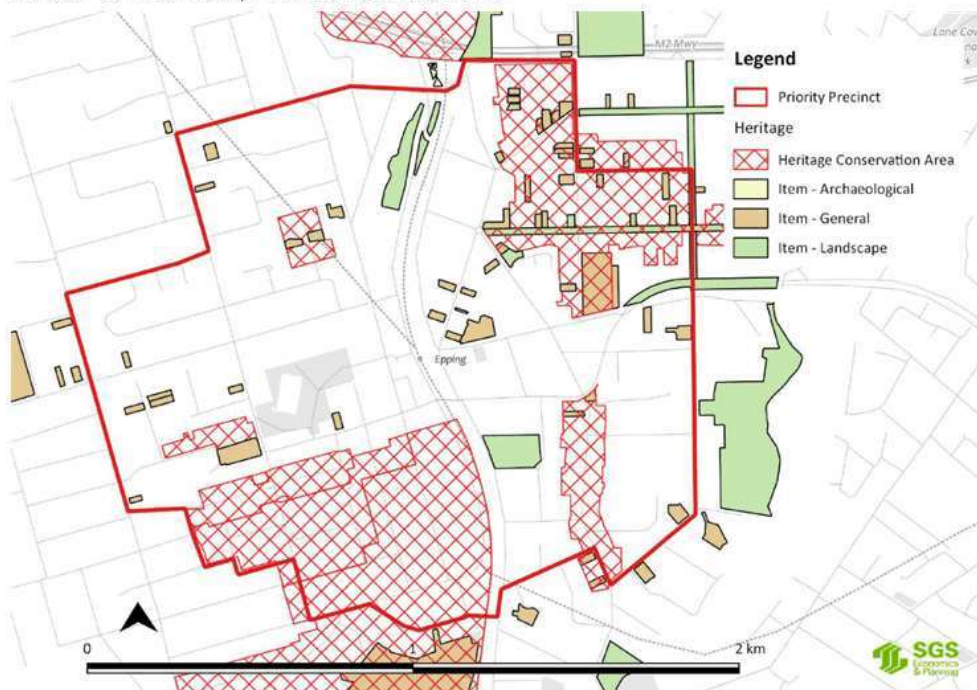 M2 Mwy
Legend
Priority Precinct
Heritage
Heritage Conservation Area
Item - Archaeological
Item - General
Item - Landscape
Epping
0
1
2 km
SGS
Economics
& Planning